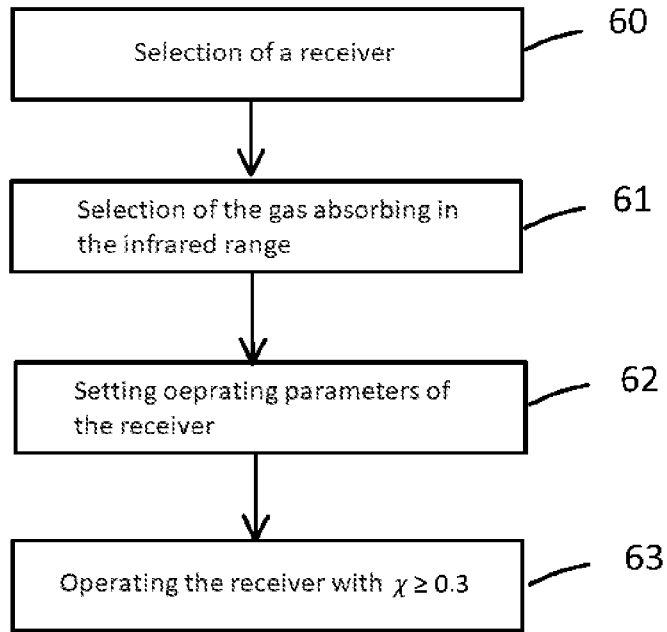 60
Selection of a receiver
61
Selection of the gas absorbing in
the infrared range
62
Setting oeprating parameters of
the receiver
63
Operating the receiver with χ ≥ 0.3